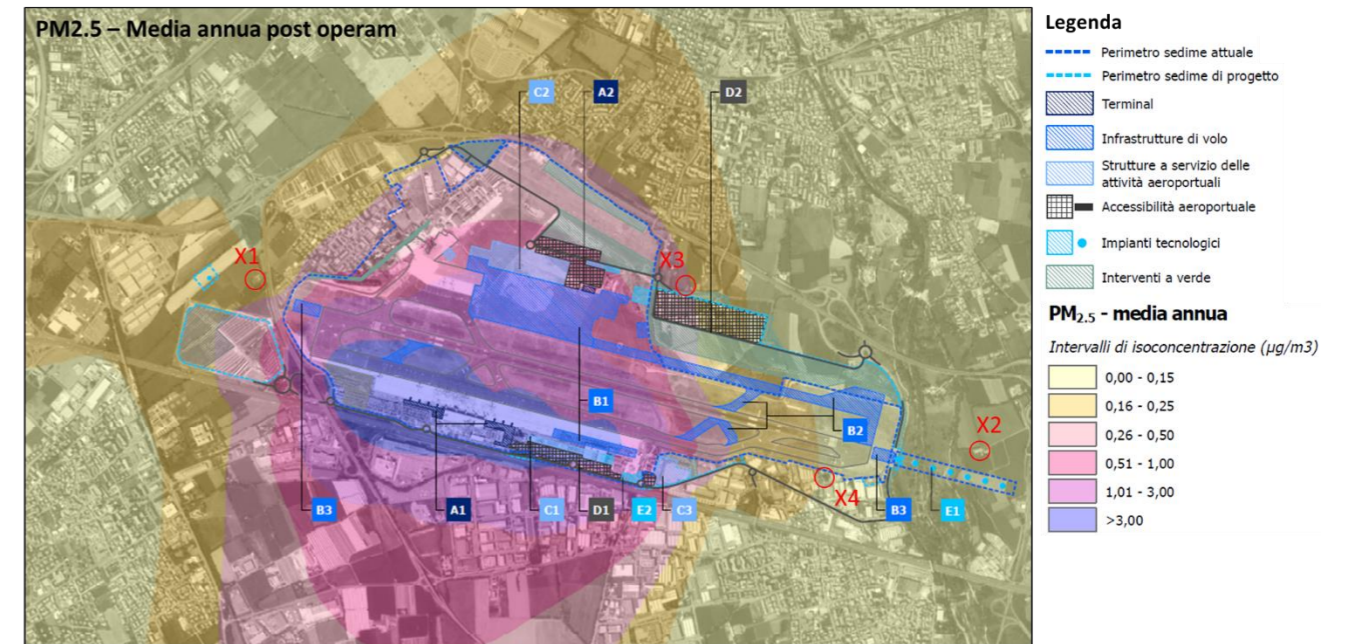 PM2.5 – Media annua post operam
C2
A2
D2
X1
X3
B1
X2
B2
X4
B3
A1
C1
D1
E2
C3
B3
E1
Legenda
Perimetro sedime attuale
Perimetro sedime di progetto
Terminal
Infrastrutture di volo
Strutture a servizio delle
attività aeroportuali
Accessibilità aeroportuale
Impianti tecnologici
Interventi a verde
PM2.5 - media annua
Intervalli di isoconcentrazione (µg/m3)
0,00 - 0,15
0,16 - 0,25
0,26 - 0,50
0,51 - 1,00
1,01 - 3,00
>3,00